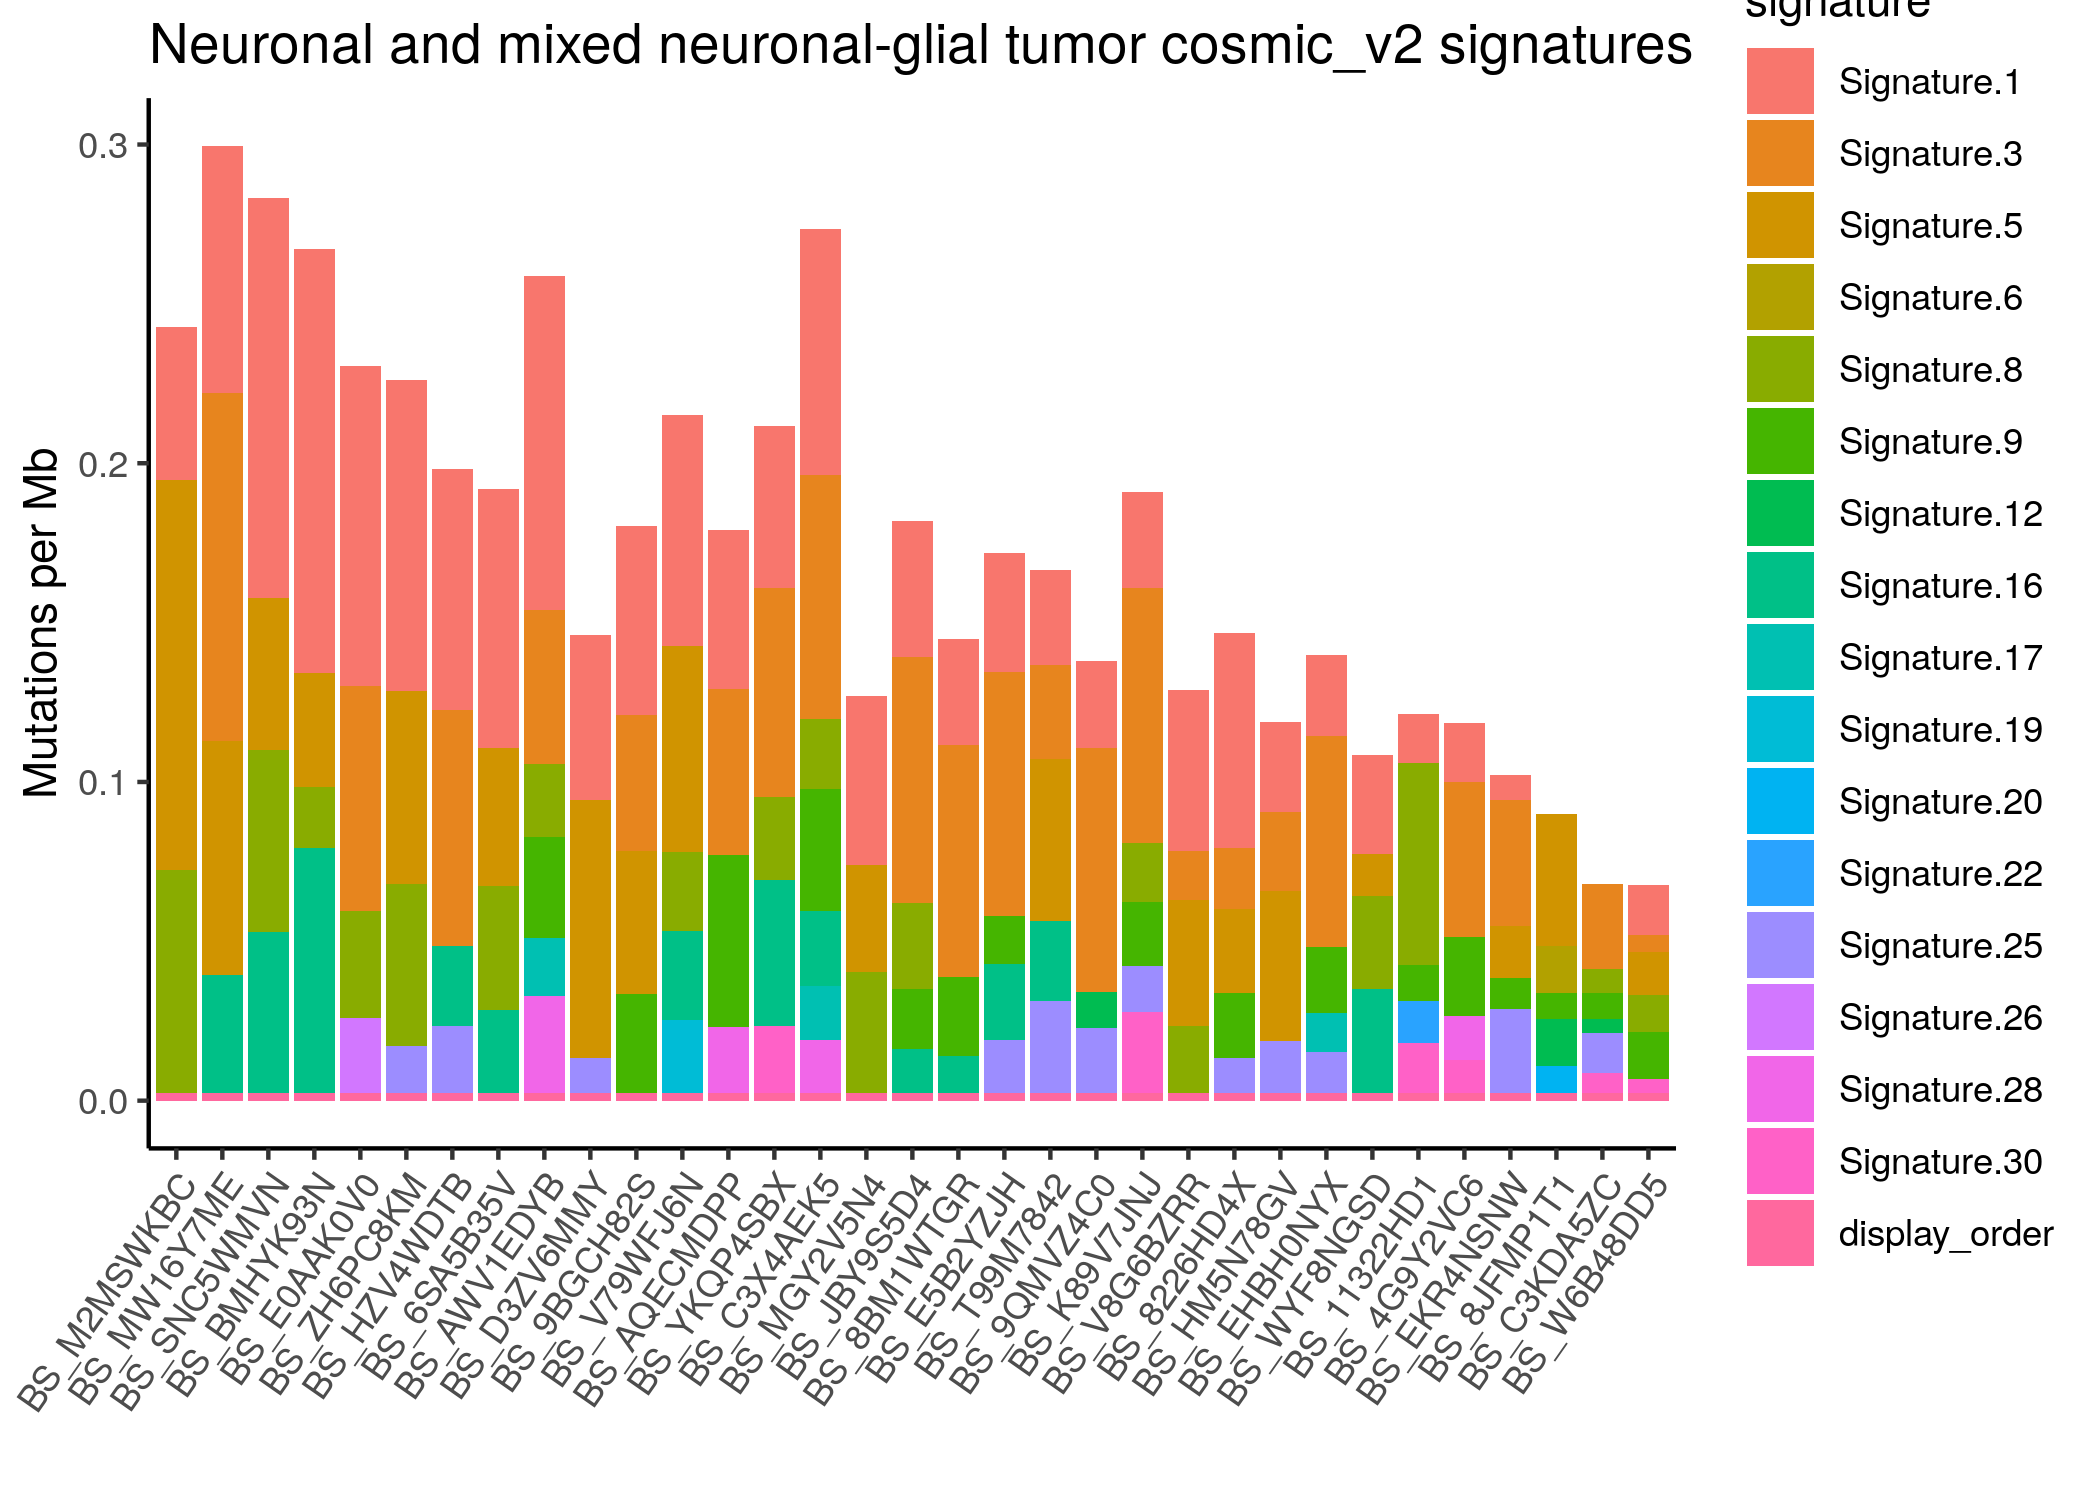 Neuronal and mixed neuronal-glial tumor cosmic_v2 signatures
Mutations per Mb
0.3
0.2
0.1
0.0
BS_M2MSWKBC
BS_MW16Y7ME
BS_SNC5WMVN
BS_BMHYK93N
BS_E0AAK0V0
BS_ZH6PC8KM
BS_HZV4WDTB
BS_6SA5B35V
BS_AWV1EDYB
BS_D3ZV6MMY
BS_9BGCH82S
BS_V79WFJ6N
BS_AQECMDPP
BS_YKQP4SBX
BS_C3X4AEK5
BS_MGY2V5N4
BS_JBY9S5D4
BS_8BM1WTGR
BS_E5B2YZJH
BS_T99M7842
BS_9QMVZ4C0
BS_K89V7JNJ
BS_V8G6BZRR
BS_8226HD4X
BS_HM5N78GV
BS_EHBH0NYX
BS_WYF8NGSD
BS_11322HD1
BS_4G9Y2VC6
BS_EKR4NSNW
BS_8JFMP1T1
BS_C3KDA5ZC
BS_W6B48DD5
signature
Signature.1
Signature.3
Signature.5
Signature.6
Signature.8
Signature.9
Signature.12
Signature.16
Signature.17
Signature.19
Signature.20
Signature.22
Signature.25
Signature.26
Signature.28
Signature.30
display_order